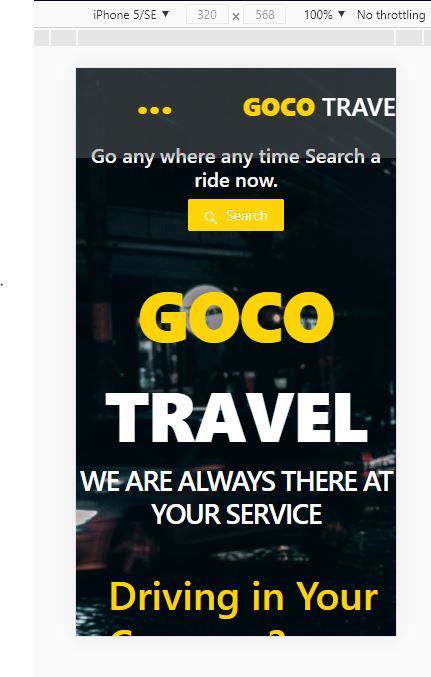 iPhone 5/SE ▼ 320 × 568 100% ▼ No throttling
... GOCO TRAVE
Go any where any time Search a
ride now.
Search
GOCO
TRAVEL
WE ARE ALWAYS THERE AT
YOUR SERVICE
Driving in Your